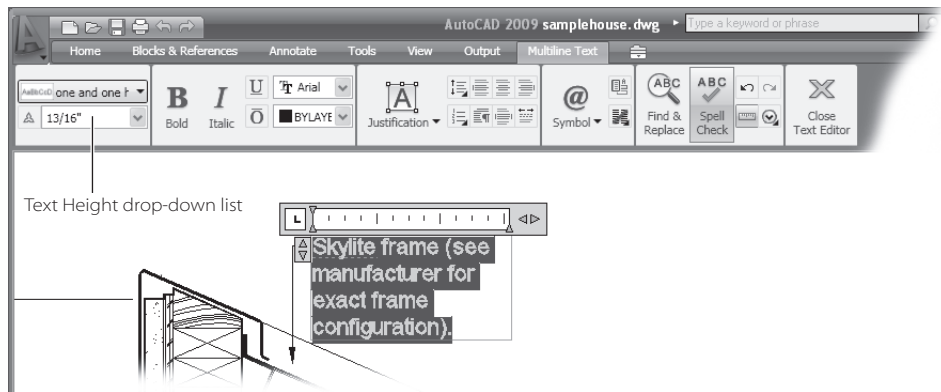 AutoCAD 2009 samplehouse.dwg
Type a keyword or phrase
Home Blocks & References Annotate Tools View Output Multiline Text
AaBbCcD one and one h
13/16"
B
Bold
I
Italic
U
O
Tr Arial
BYLAYE
A
Justification
@
Symbol
ABC
Find &
Replace
ABC
Spell
Check
Close
Text Editor
Text Height drop-down list
L
Skylite frame (see
manufacturer for
exact frame
configuration).